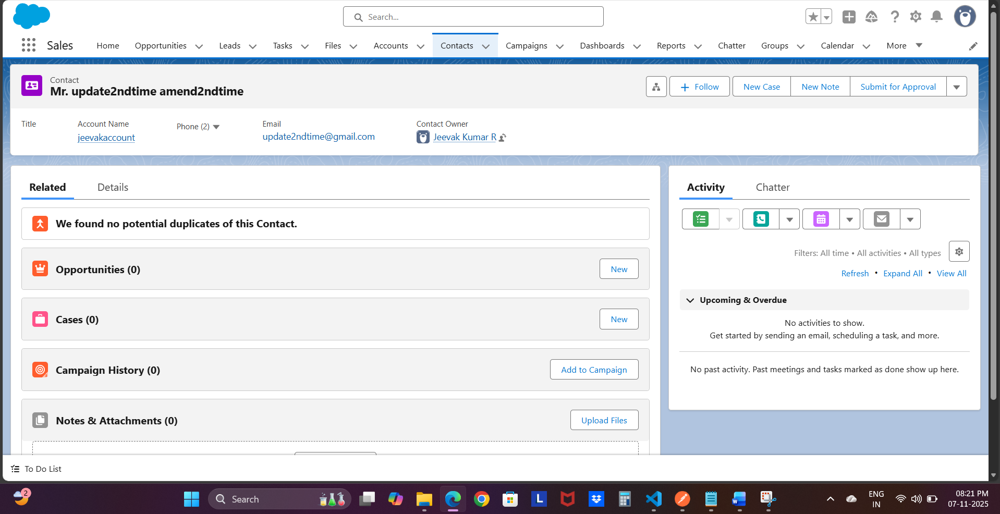 Search...
Sales
Home
Opportunities
Leads
Tasks
Files
Accounts
Contacts
Campaigns
Dashboards
Reports
Chatter
Groups
Calendar
More
Contact
Mr. update2ndtime amend2ndtime
Follow
New Case
New Note
Submit for Approval
Title
Account Name
jeevakaccount
Phone (2)
Email
update2ndtime@gmail.com
Contact Owner
Jeevak Kumar R
Related
Details
We found no potential duplicates of this Contact.
Opportunities (0)
New
Cases (0)
New
Campaign History (0)
Add to Campaign
Notes & Attachments (0)
Upload Files
Activity
Chatter
Filters: All time • All activities • All types
Refresh • Expand All • View All
Upcoming & Overdue
No activities to show.
Get started by sending an email, scheduling a task, and more.
No past activity. Past meetings and tasks marked as done show up here.
To Do List
2
Search
L
W
ENG
IN
08:21 PM
07-11-2025